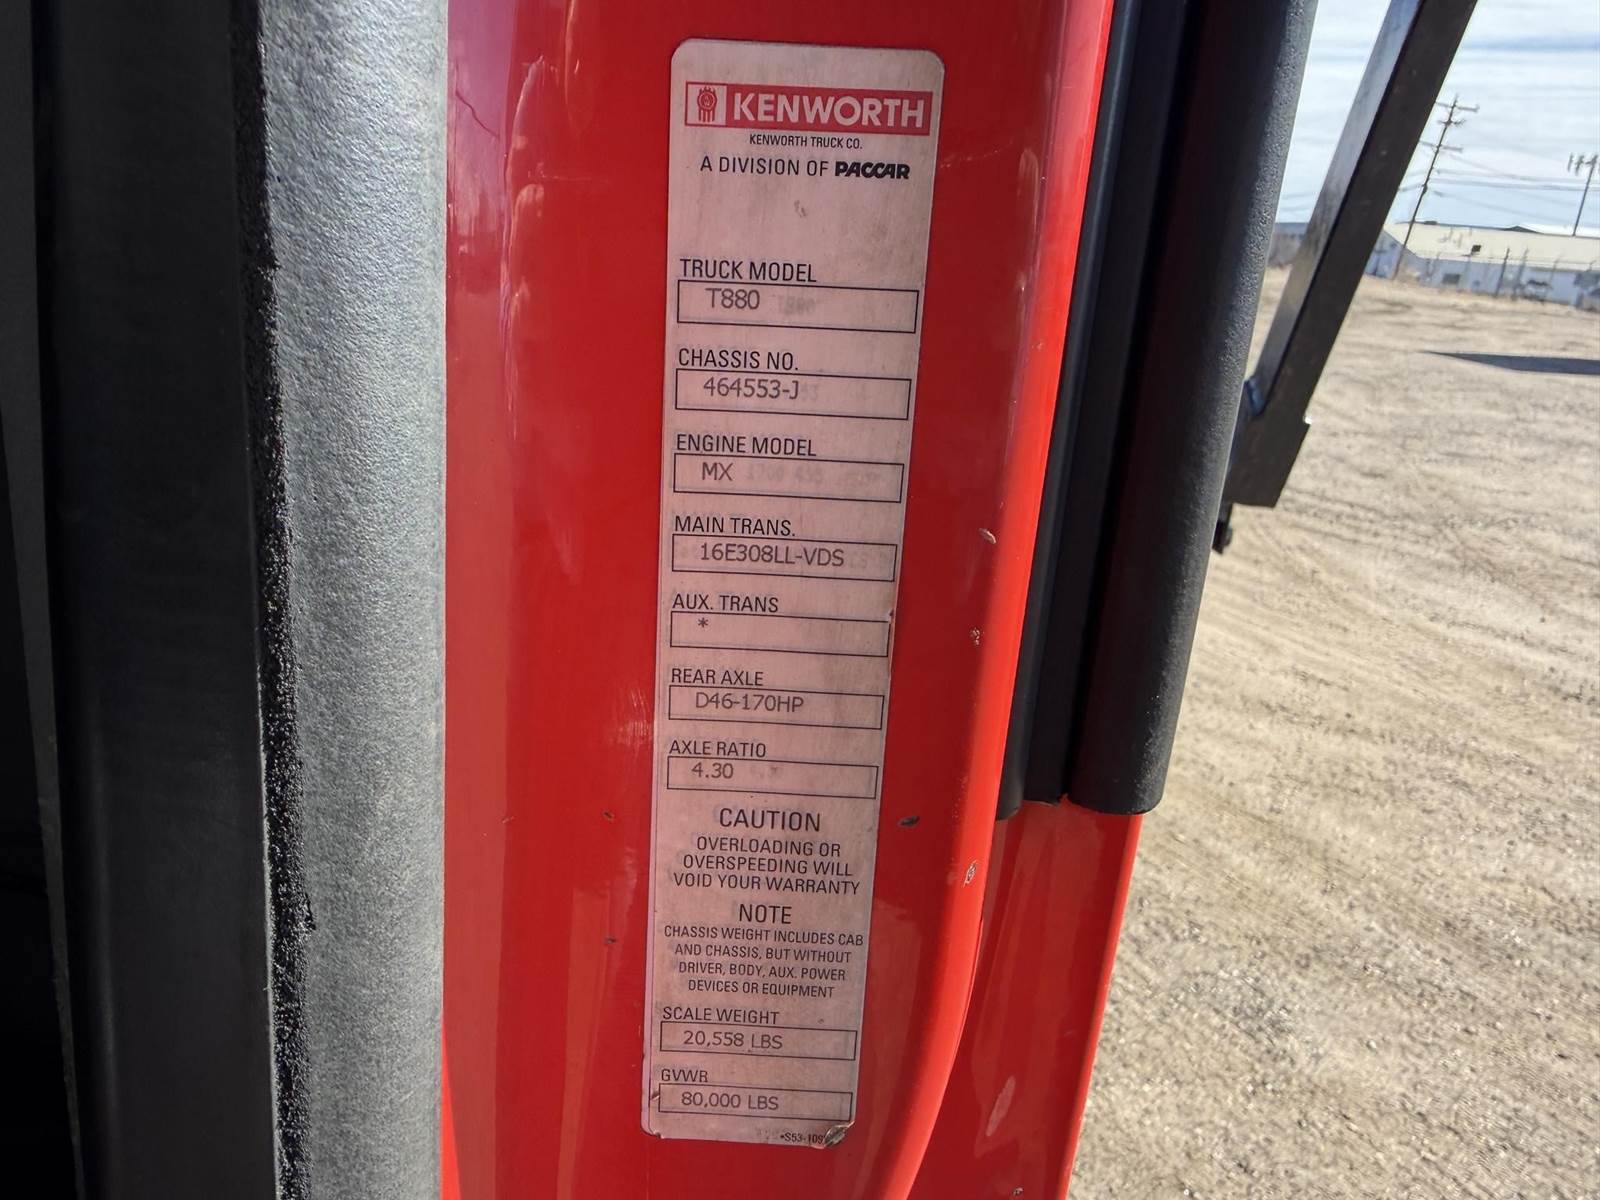 KENWORTH
KENWORTH TRUCK CO.
A DIVISION OF PACCAR
TRUCK MODEL
T880
CHASSIS NO.
464553-J
ENGINE MODEL
MX
MAIN TRANS.
16E308LL-VDS
AUX. TRANS
*
REAR AXLE
D46-170HP
AXLE RATIO
4.30
CAUTION
OVERLOADING OR
OVERSPEEDING WILL
VOID YOUR WARRANTY
NOTE
CHASSIS WEIGHT INCLUDES CAB
AND CHASSIS, BUT WITHOUT
DRIVER, BODY, AUX. POWER
DEVICES OR EQUIPMENT
SCALE WEIGHT
20,558 LBS
GVWR
80,000 LBS